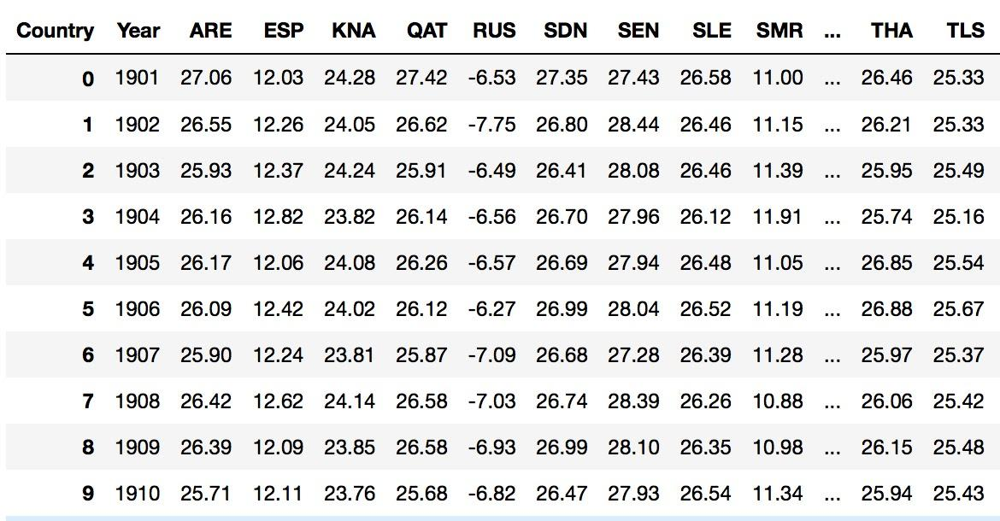 Country Year ARE ESP KNA QAT RUS SDN SEN SLE SMR ... THA TLS
0 1901 27.06 12.03 24.28 27.42 -6.53 27.35 27.43 26.58 11.00 ... 26.46 25.33
1 1902 26.55 12.26 24.05 26.62 -7.75 26.80 28.44 26.46 11.15 ... 26.21 25.33
2 1903 25.93 12.37 24.24 25.91 -6.49 26.41 28.08 26.46 11.39 ... 25.95 25.49
3 1904 26.16 12.82 23.82 26.14 -6.56 26.70 27.96 26.12 11.91 ... 25.74 25.16
4 1905 26.17 12.06 24.08 26.26 -6.57 26.69 27.94 26.48 11.05 ... 26.85 25.54
5 1906 26.09 12.42 24.02 26.12 -6.27 26.99 28.04 26.52 11.19 ... 26.88 25.67
6 1907 25.90 12.24 23.81 25.87 -7.09 26.68 27.28 26.39 11.28 ... 25.97 25.37
7 1908 26.42 12.62 24.14 26.58 -7.03 26.74 28.39 26.26 10.88 ... 26.06 25.42
8 1909 26.39 12.09 23.85 26.58 -6.93 26.99 28.10 26.35 10.98 ... 26.15 25.48
9 1910 25.71 12.11 23.76 25.68 -6.82 26.47 27.93 26.54 11.34 ... 25.94 25.43